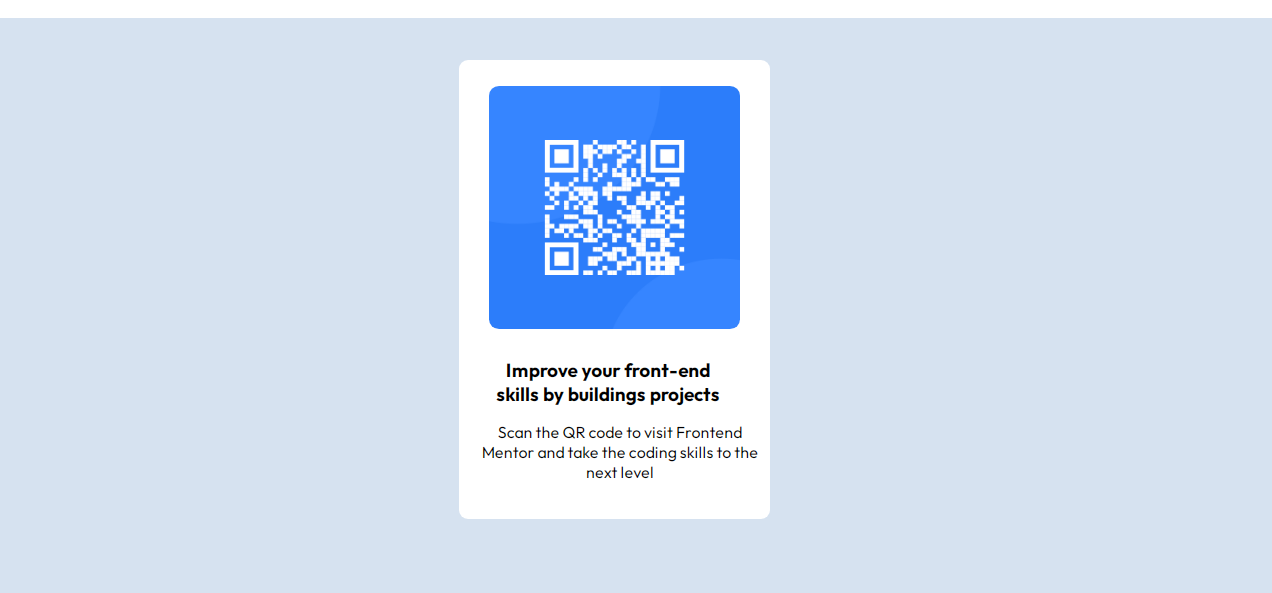 Improve your front-end
skills by buildings projects
Scan the QR code to visit Frontend
Mentor and take the coding skills to the
next level